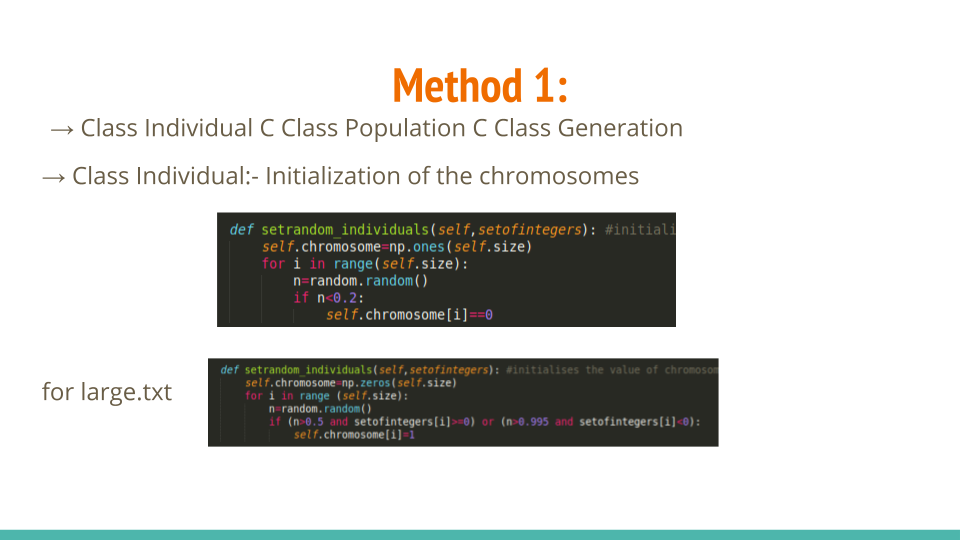 Method 1:
→ Class Individual C Class Population C Class Generation
→ Class Individual:- Initialization of the chromosomes
def setrandom_individuals(self,setofintegers): #initiali
self.chromosome=np.ones(self.size)
for i in range(self.size):
n=random.random()
if n<0.2:
self.chromosome[i]==0
for large.txt
def setrandom_individuals(self,setofintegers): #initialises the value of chromosom
self.chromosome=np.zeros(self.size)
for i in range (self.size):
n=random.random()
if (n>0.5 and setofintegers[i]>=0) or (n>0.995 and setofintegers[i]<0):
self.chromosome[i]=1